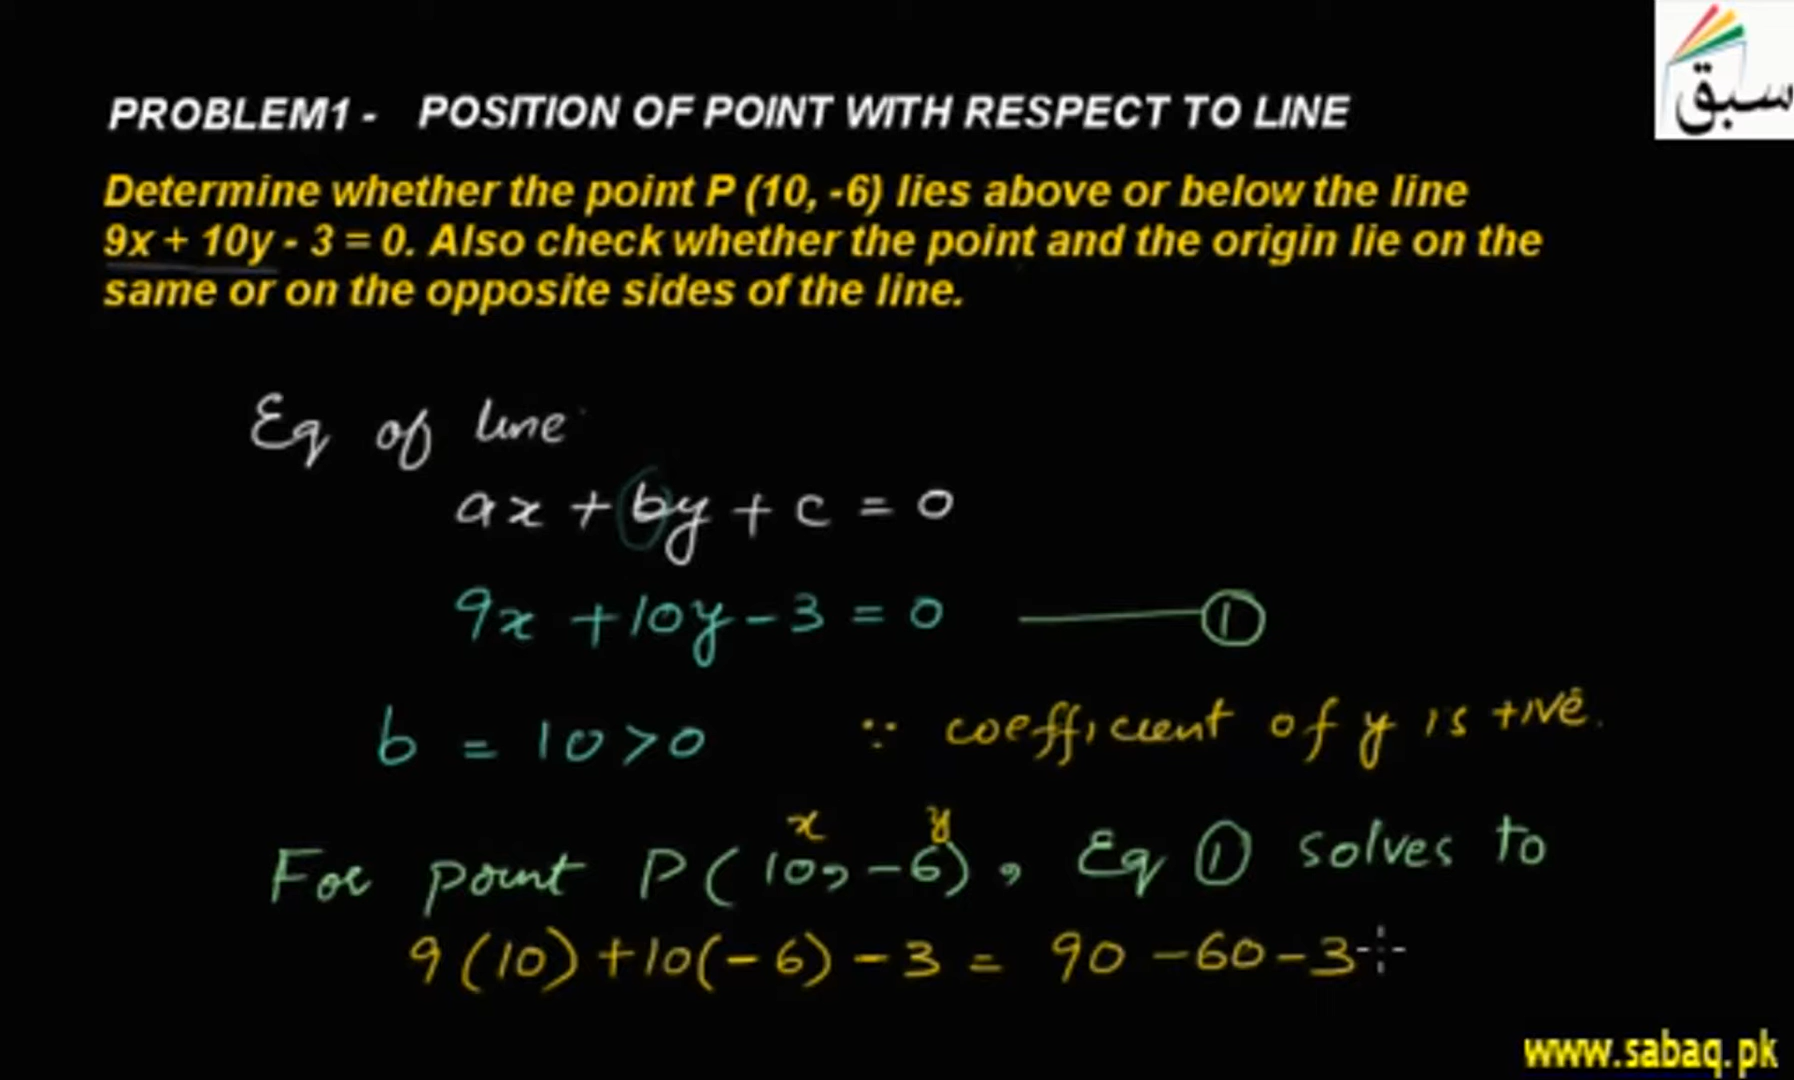 سبق
PROBLEM1 - POSITION OF POINT WITH RESPECT TO LINE
Determine whether the point P (10, -6) lies above or below the line
9x + 10y - 3 = 0. Also check whether the point and the origin lie on the
same or on the opposite sides of the line.
Eq of line
ax + by + c = 0
9x + 10y - 3 = 0 ——— ①
b = 10 > 0 ∵ coefficient of y is +ive.
x y
For point P(10, -6), Eq ① solves to
9(10) + 10(-6) - 3 = 90 - 60 - 3
www.sabaq.pk